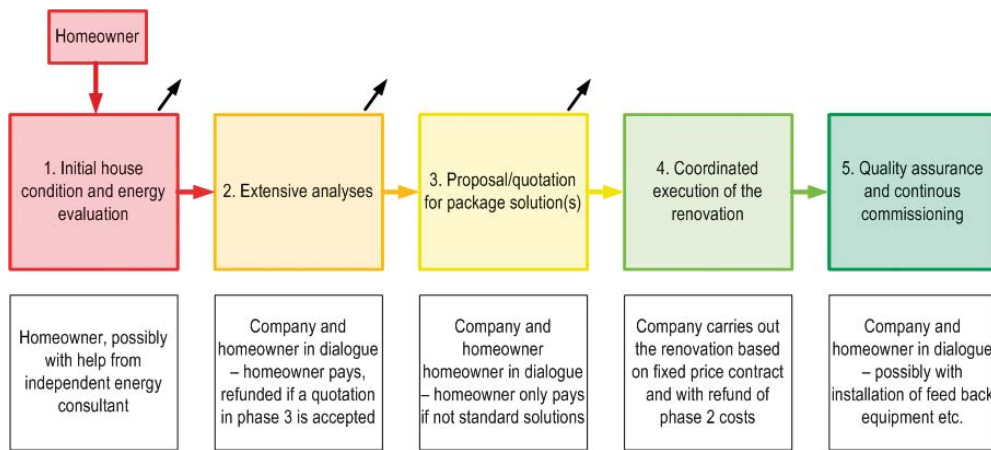 Homeowner
1. Initial house
condition and energy
evaluation
2. Extensive analyses
3. Proposal/quotation
for package solution(s)
4. Coordinated
execution of the
renovation
5. Quality assurance
and continous
commissioning
Homeowner, possibly
with help from
independent energy
consultant
Company and
homeowner in dialogue
– homeowner pays,
refunded if a quotation
in phase 3 is accepted
Company and
homeowner
homeowner in dialogue
– homeowner only pays
if not standard solutions
Company carries out
the renovation based
on fixed price contract
and with refund of
phase 2 costs
Company and
homeowner in dialogue
– possibly with
installation of feed back
equipment etc.